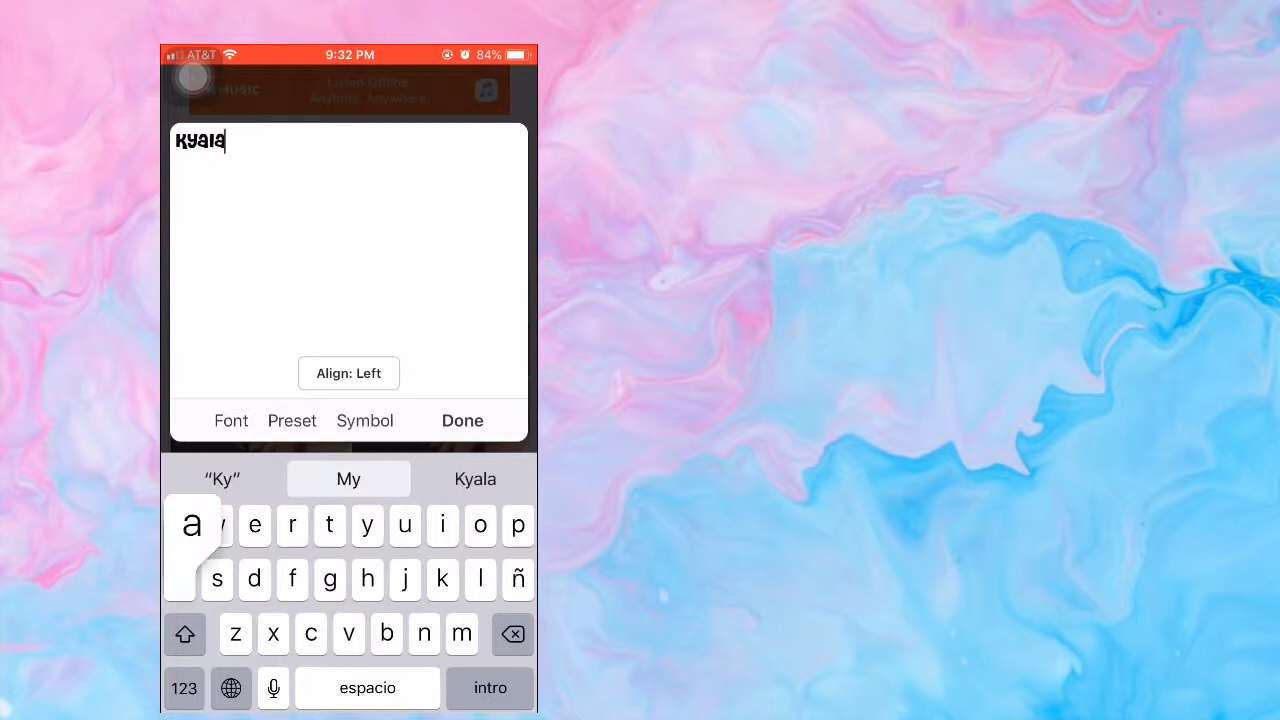 AT&T 9:32 PM 84%
MUSIC
Listen Offline.
Anytime. Anywhere.
Kyala
Align: Left
Font Preset Symbol Done
“Ky” My Kyala
a e r t y u i o p
s d f g h j k l ñ
z x c v b n m
123 espacio intro